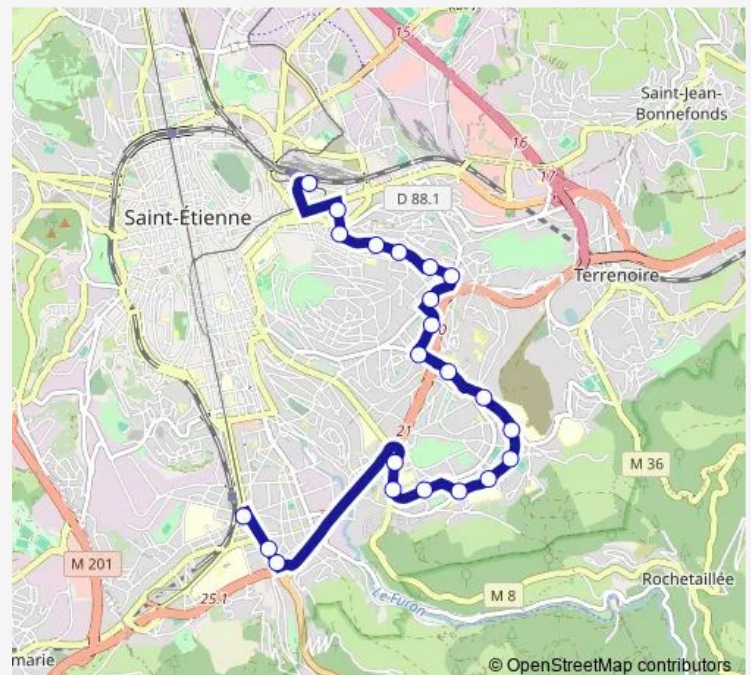 15
Saint-Jean-
Bonnefonds
16
17
D 88.1
Saint-Étienne
Terrenoire
21
M 36
M 201
Rochetaillée
Le Furan
M 8
25.1
marie
© OpenStreetMap contributors